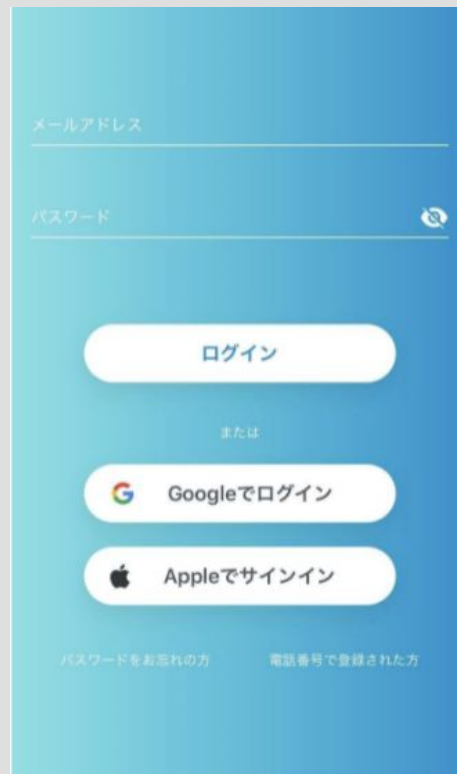 メールアドレス
パスワード
ログイン
または
Googleでログイン
Appleでサインイン
パスワードをお忘れの方 電話番号で登録された方